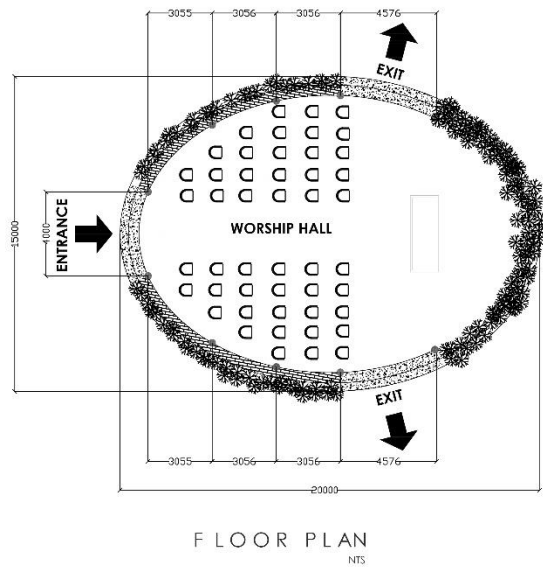 3055 3056 3056 4576
EXIT
15000
4000
ENTRANCE
WORSHIP HALL
EXIT
3055 3056 3056 4576
20000
FLOOR PLAN
NTS